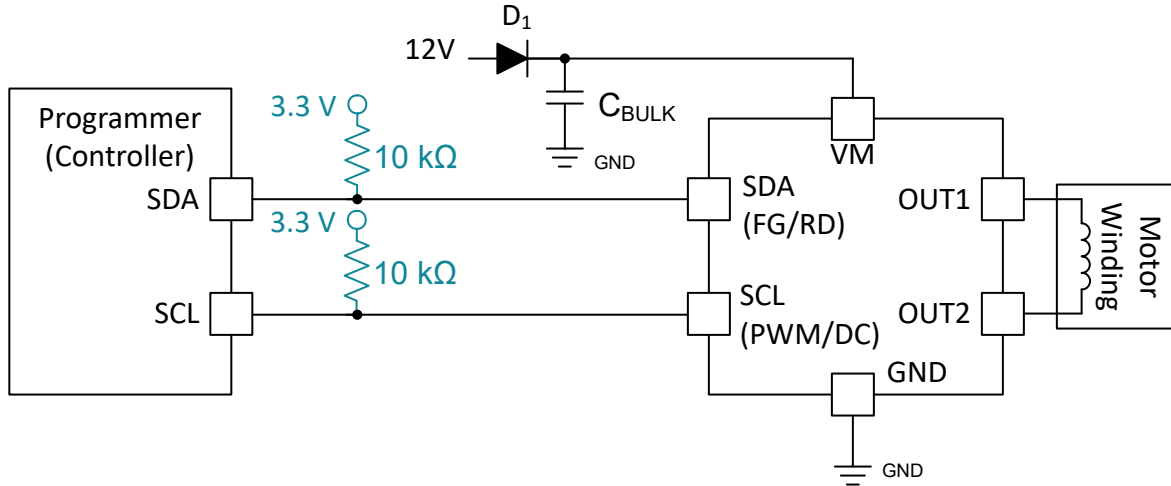 D1
12V
CBULK
GND
Programmer
(Controller)
SDA
SCL
3.3 V
10 kΩ
3.3 V
10 kΩ
VM
SDA
(FG/RD)
SCL
(PWM/DC)
OUT1
OUT2
GND
GND
Motor
Winding